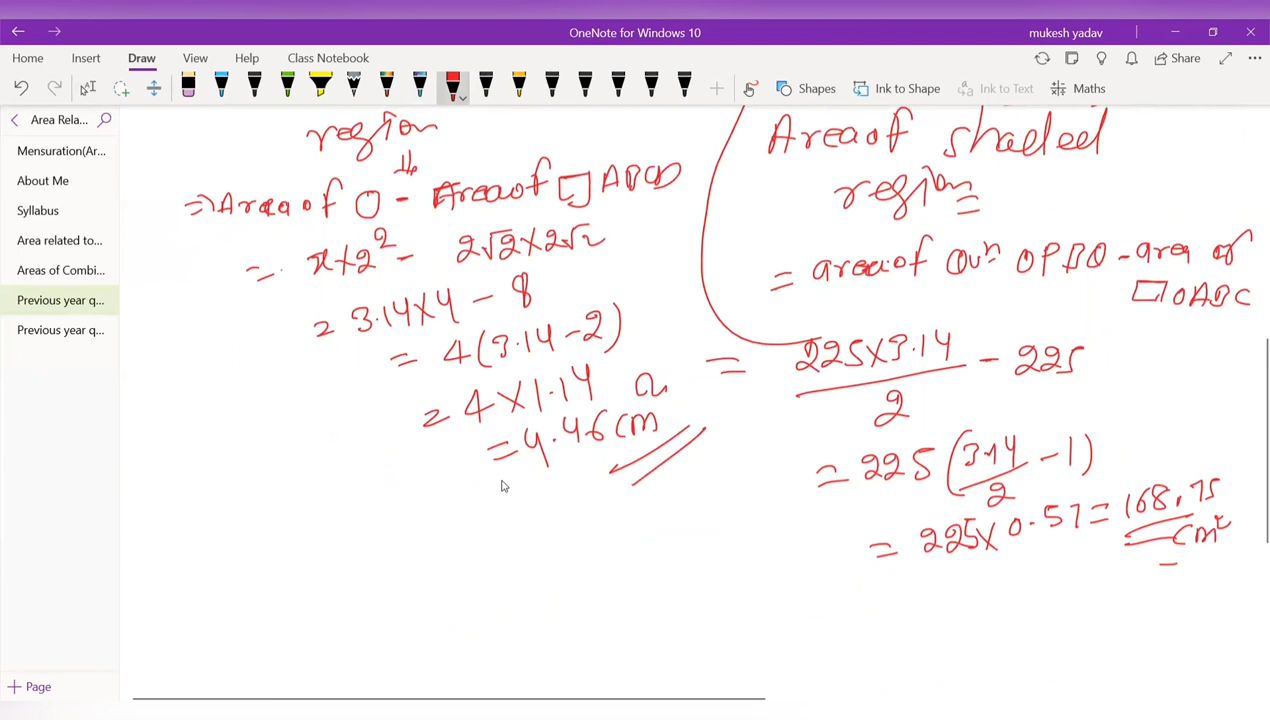 OneNote for Windows 10
mukesh yadav
Home Insert Draw View Help Class Notebook
Share
Shapes Ink to Shape Ink to Text Maths
Area Rela...
Mensuration(Ar...
About Me
Syllabus
Area related to...
Areas of Combi...
Previous year q...
Previous year q...
Page
region
⇒ Area of O - Area of □ ABCD
= π×2² - 2√2×2√2
= 3.14×4 - 8
= 4(3.14-2)
= 4×1.14
= 4.46 cm
Area of shaded
region
= area of OPBO - area of
□ OABC
= 225×3.14/2 - 225
= 225(3.14/2 - 1)
= 225×0.57 = 168.75
cm²